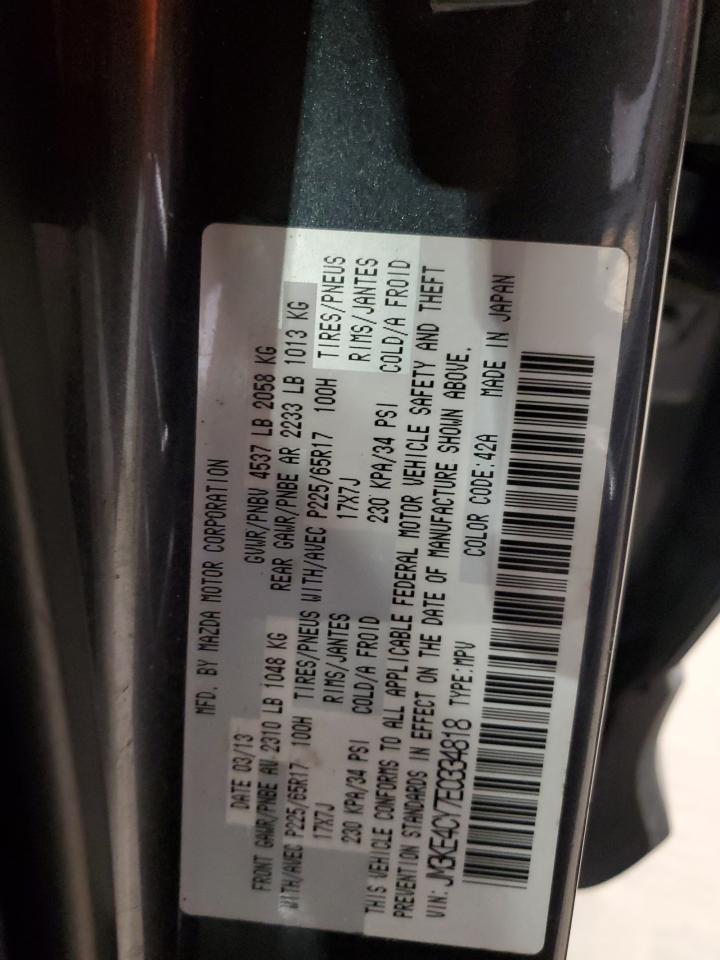 MFD. BY MAZDA MOTOR CORPORATION
DATE 03/13 GVWR/PNBV 4537 LB 2058 KG
FRONT GAWR/PNBE AV 2310 LB 1048 KG REAR GAWR/PNBE AR 2233 LB 1013 KG
WITH/AVEC P225/65R17 100H TIRES/PNEUS WITH/AVEC P225/65R17 100H TIRES/PNEUS
17X7J RIMS/JANTES 17X7J RIMS/JANTES
230 KPA/34 PSI COLD/A FROID 230 KPA/34 PSI COLD/A FROID
THIS VEHICLE CONFORMS TO ALL APPLICABLE FEDERAL MOTOR VEHICLE SAFETY AND THEFT
PREVENTION STANDARDS IN EFFECT ON THE DATE OF MANUFACTURE SHOWN ABOVE.
VIN: JM3KE4CY7E0334818 TYPE:MPV COLOR CODE:42A MADE IN JAPAN